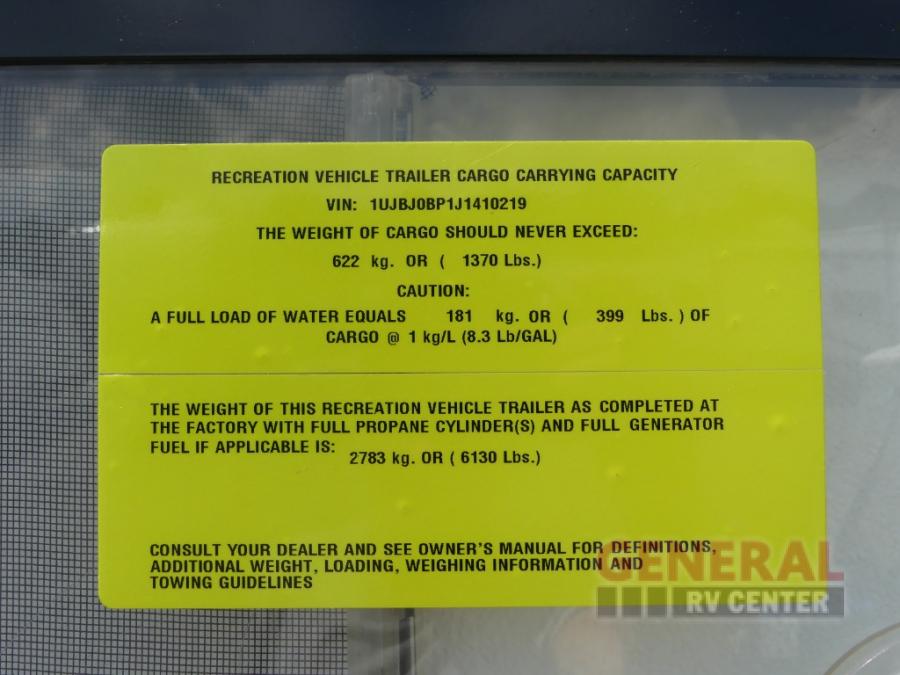 RECREATION VEHICLE TRAILER CARGO CARRYING CAPACITY
VIN: 1UJBJ0BP1J1410219
THE WEIGHT OF CARGO SHOULD NEVER EXCEED:
622 kg. OR ( 1370 Lbs.)
CAUTION:
A FULL LOAD OF WATER EQUALS 181 kg. OR ( 399 Lbs. ) OF
CARGO @ 1 kg/L (8.3 Lb/GAL)
THE WEIGHT OF THIS RECREATION VEHICLE TRAILER AS COMPLETED AT
THE FACTORY WITH FULL PROPANE CYLINDER(S) AND FULL GENERATOR
FUEL IF APPLICABLE IS: 2783 kg. OR ( 6130 Lbs.)
CONSULT YOUR DEALER AND SEE OWNER'S MANUAL FOR DEFINITIONS,
ADDITIONAL WEIGHT, LOADING, WEIGHING INFORMATION AND
TOWING GUIDELINES
GENERAL
RV CENTER